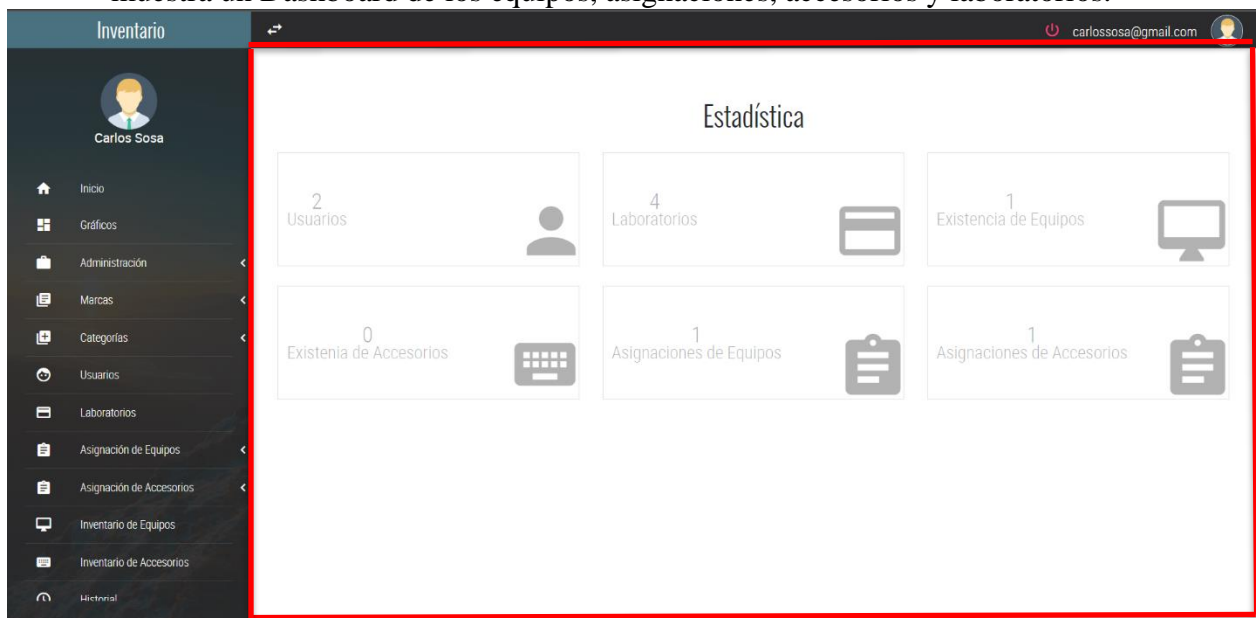 muestra un Dashboard de los equipos, asignaciones, accesorios y laboratorios.
Inventario
carlossosa@gmail.com
Carlos Sosa
Inicio
Gráficos
Administración
Marcas
Categorías
Usuarios
Laboratorios
Asignación de Equipos
Asignación de Accesorios
Inventario de Equipos
Inventario de Accesorios
Historial
Estadística
2
Usuarios
4
Laboratorios
1
Existencia de Equipos
0
Existenia de Accesorios
1
Asignaciones de Equipos
1
Asignaciones de Accesorios